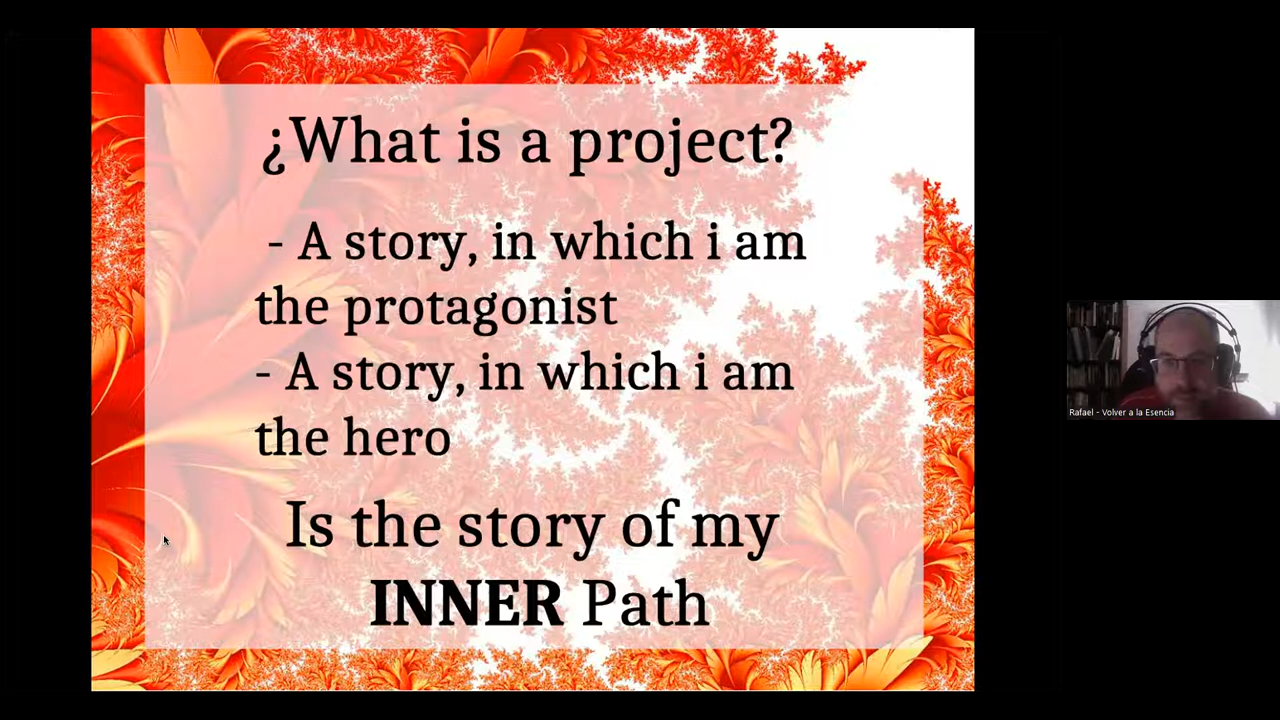 ¿What is a project?
- A story, in which i am
the protagonist
- A story, in which i am
the hero
Is the story of my
INNER Path
Rafael - Volver a la Esencia